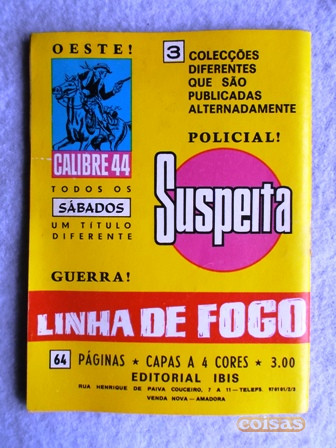 OESTE!
CALIBRE 44
TODOS OS
SÁBADOS
UM TÍTULO
DIFERENTE
3 COLECÇÕES
DIFERENTES
QUE SÃO
PUBLICADAS
ALTERNADAMENTE
POLICIAL!
Suspeita
GUERRA!
LINHA DE FOGO
64 PÁGINAS ★ CAPAS A 4 CORES ★ 3.00
EDITORIAL IBIS
RUA HENRIQUE DE PAIVA COUCEIRO, 7 A 11 — TELEFS.
VENDA NOVA — AMADORA
coisas